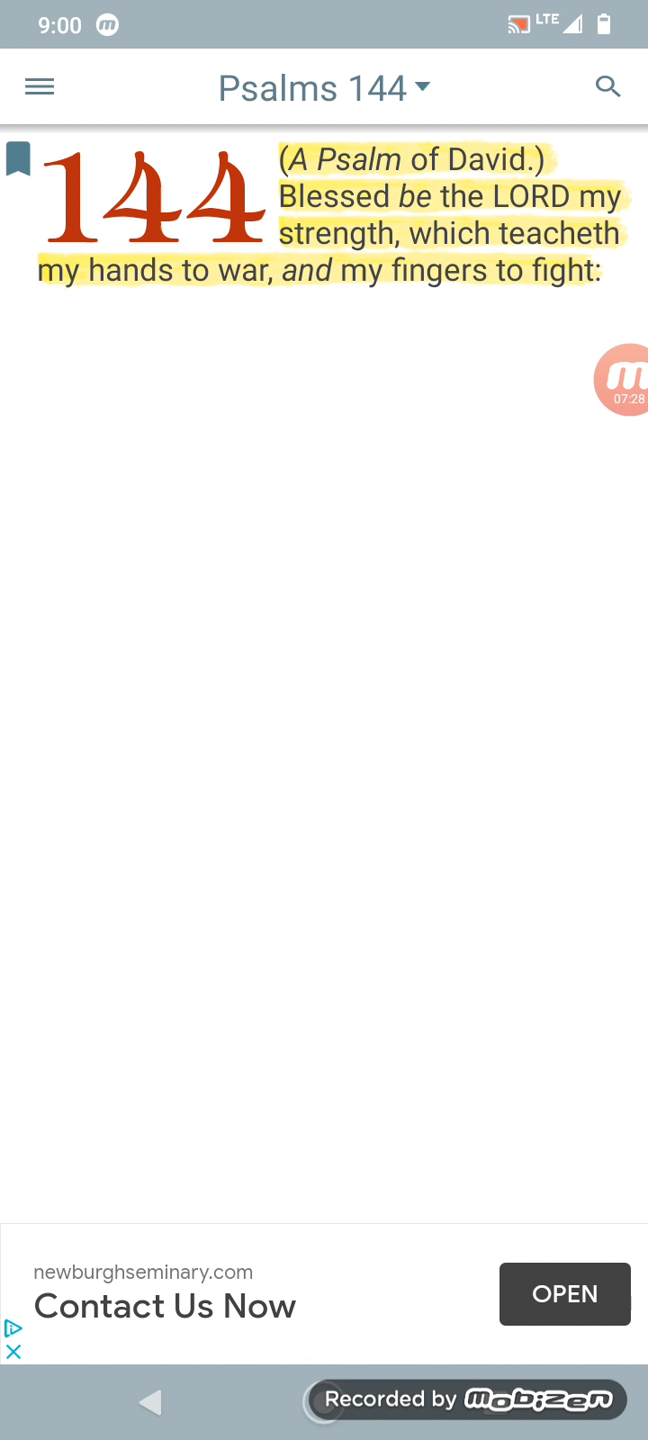 9:00 m LTE
Psalms 144
144 (A Psalm of David.)
Blessed be the LORD my
strength, which teacheth
my hands to war, and my fingers to fight:
m
07:28
newburghseminary.com
Contact Us Now
OPEN
Recorded by mobizen